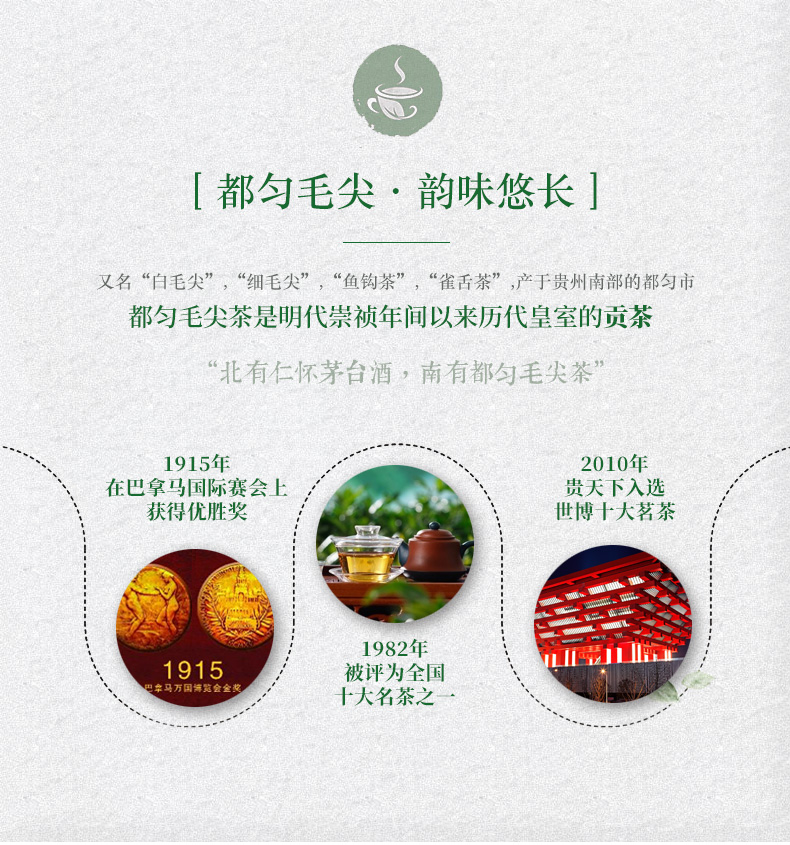 [ 都匀毛尖·韵味悠长 ]
又名“白毛尖”,“细毛尖”,“鱼钩茶”,“雀舌茶”,产于贵州南部的都匀市
都匀毛尖茶是明代崇祯年间以来历代皇室的贡茶
“北有仁怀茅台酒，南有都匀毛尖茶”
1915年
在巴拿马国际赛会上
获得优胜奖
1915
巴拿马万国博览会金奖
1982年
被评为全国
十大名茶之一
2010年
贵天下入选
世博十大茗茶